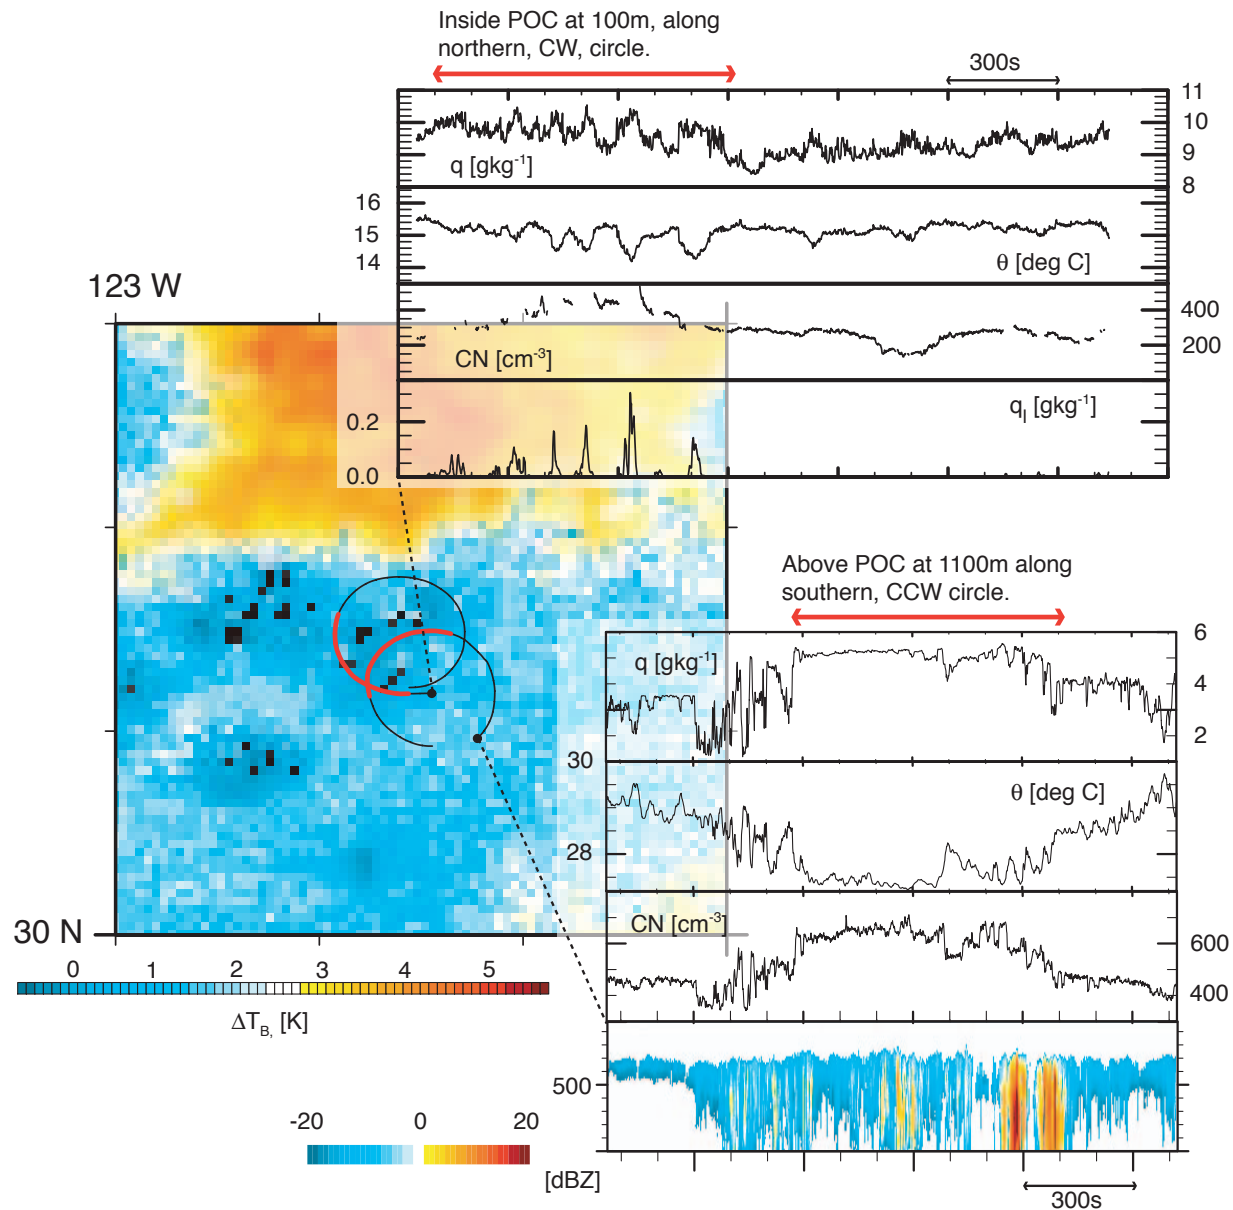 Inside POC at 100m, along
northern, CW, circle.
300s
11
10
9
8
q [gkg-1]
16
15
14
θ [deg C]
123 W
400
200
CN [cm-3]
ql [gkg-1]
0.2
0.0
Above POC at 1100m along
southern, CCW circle.
6
4
2
q [gkg-1]
30
28
θ [deg C]
CN [cm-3]
600
400
30 N
0 1 2 3 4 5
ΔTB, [K]
500
-20 0 20
[dBZ]
300s